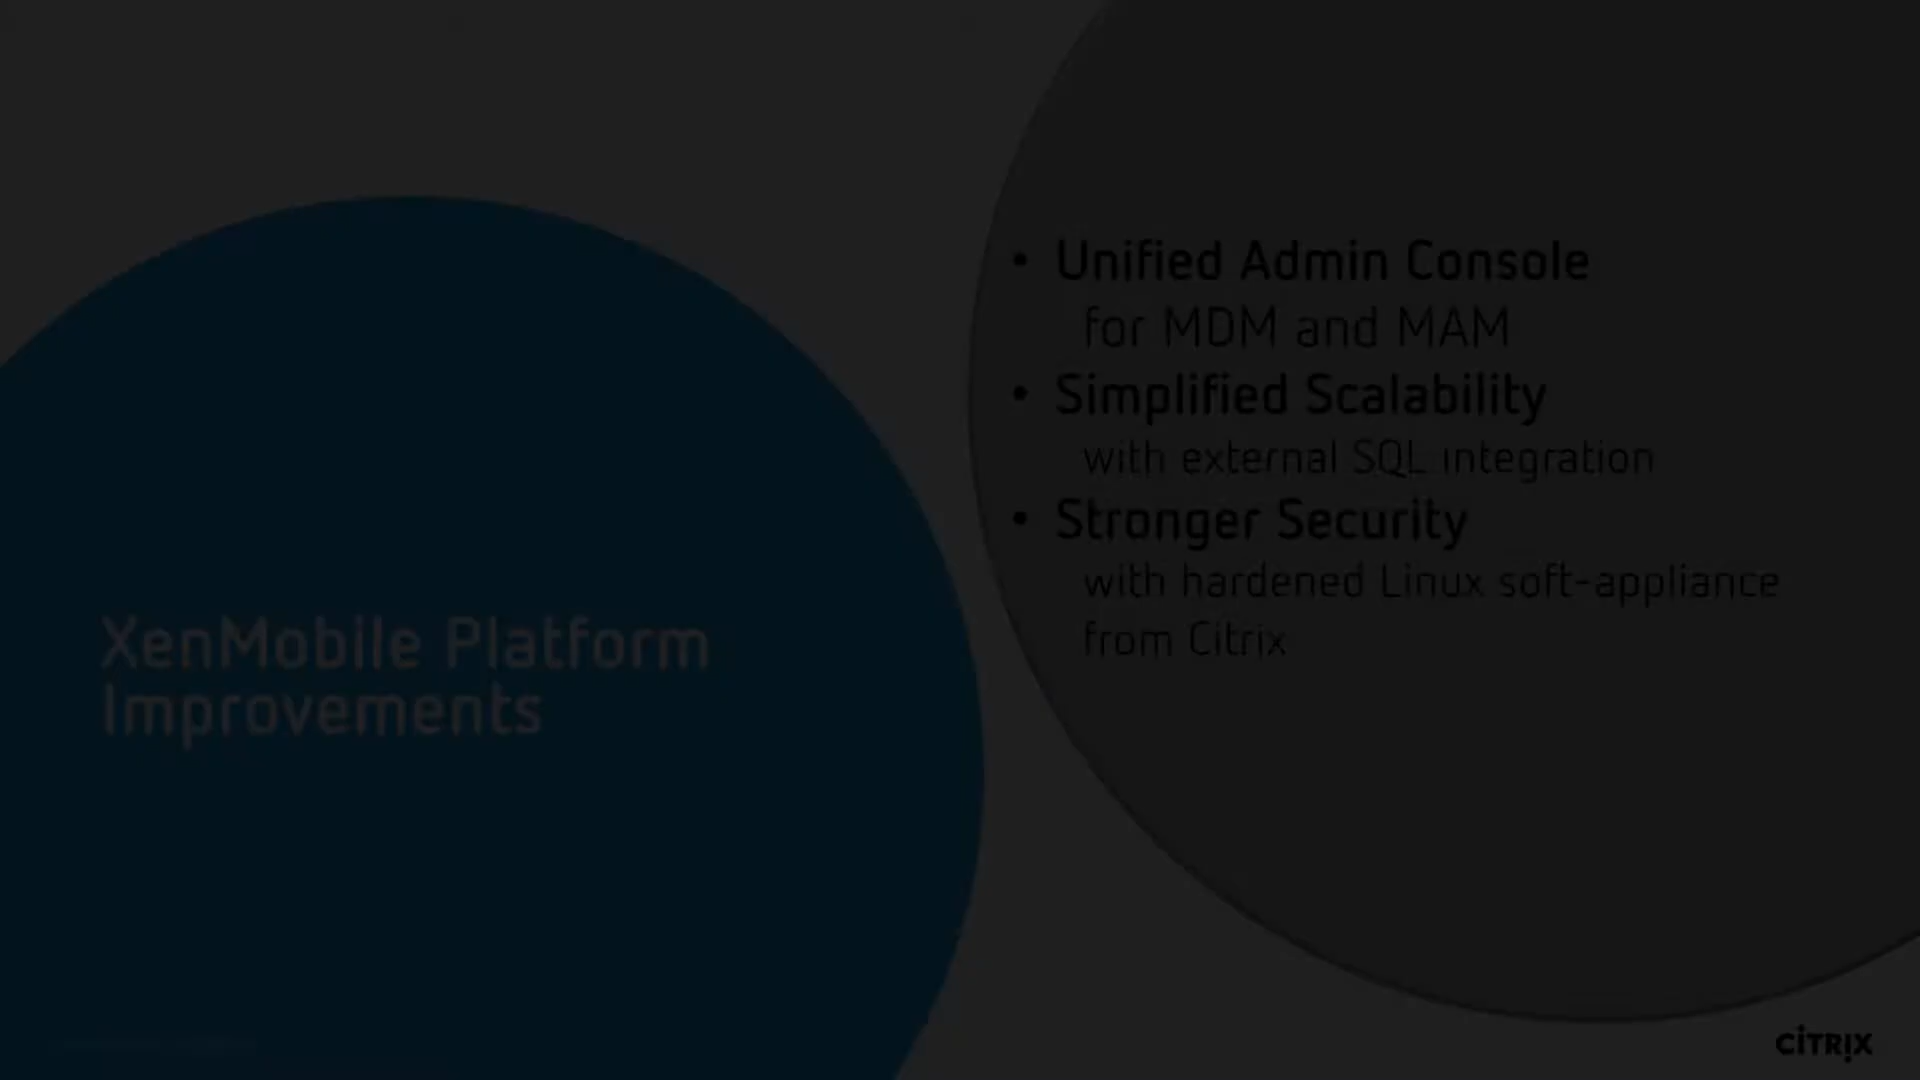 XenMobile Platform
Improvements
• Unified Admin Console
for MDM and MAM
• Simplified Scalability
with external SQL integration
• Stronger Security
with hardened Linux soft-appliance
from Citrix
CiTRIX